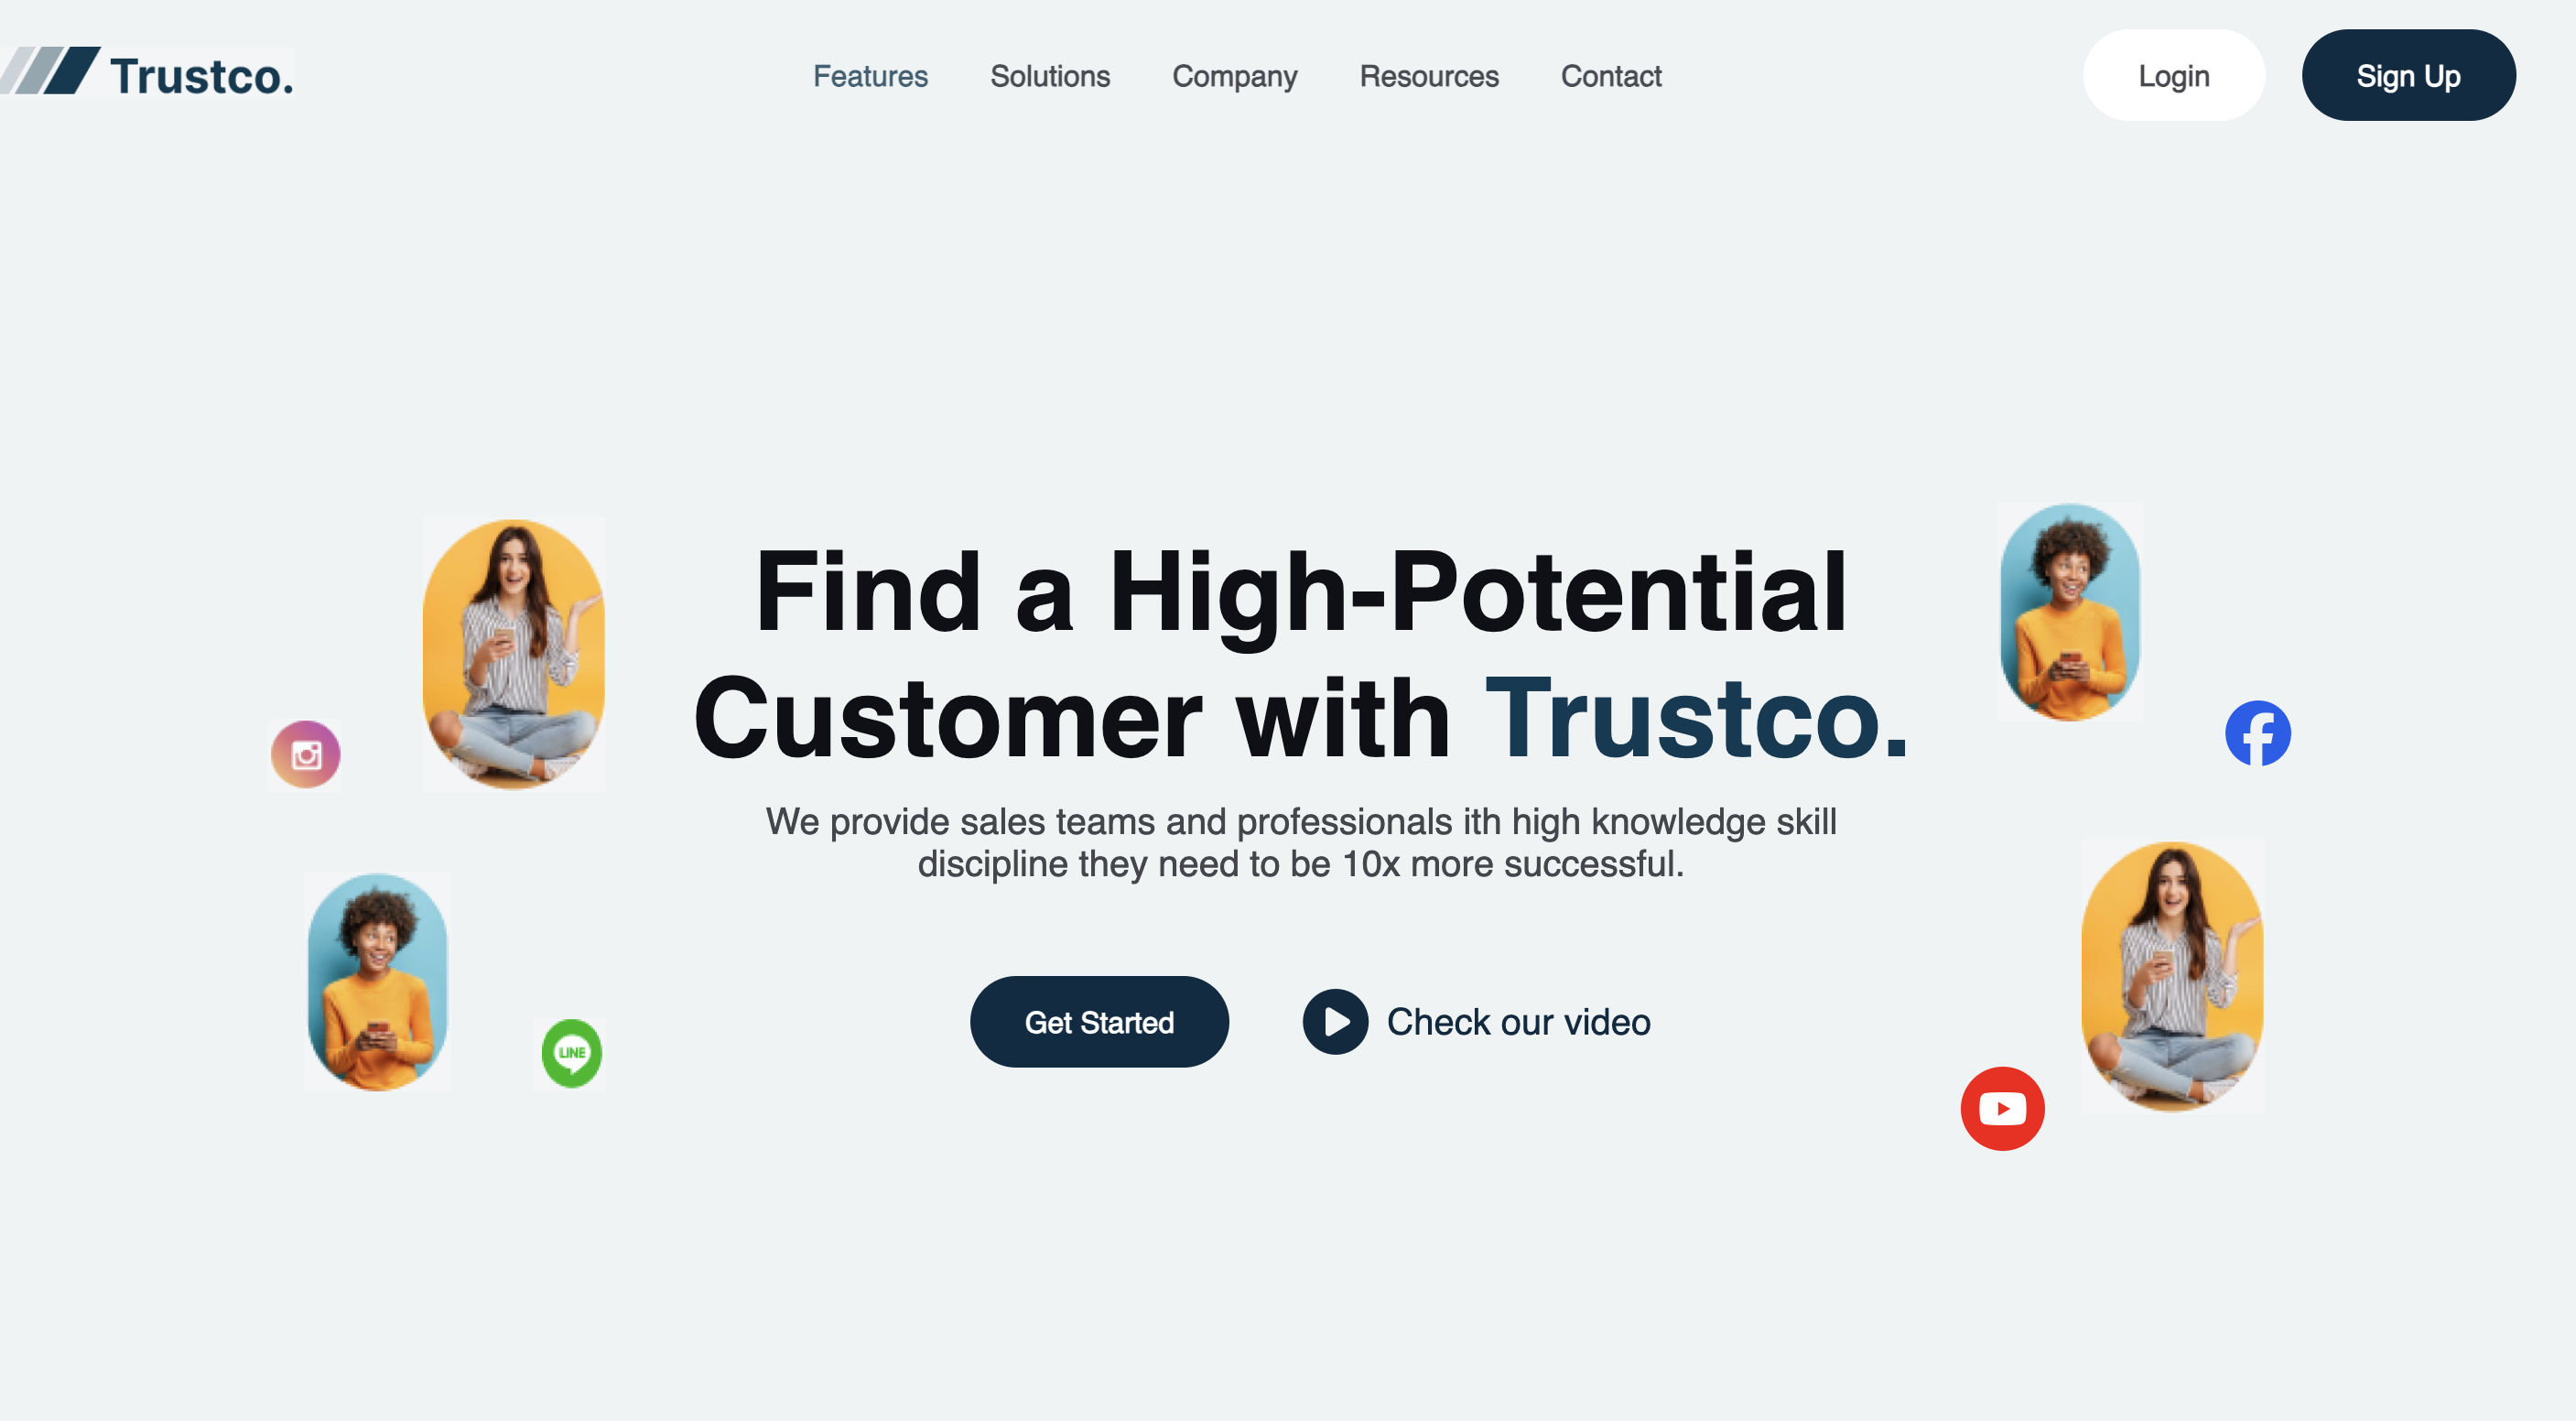 Trustco.
Features Solutions Company Resources Contact
Login Sign Up
Find a High-Potential
Customer with Trustco.
We provide sales teams and professionals ith high knowledge skill
discipline they need to be 10x more successful.
LINE
Get Started
Check our video